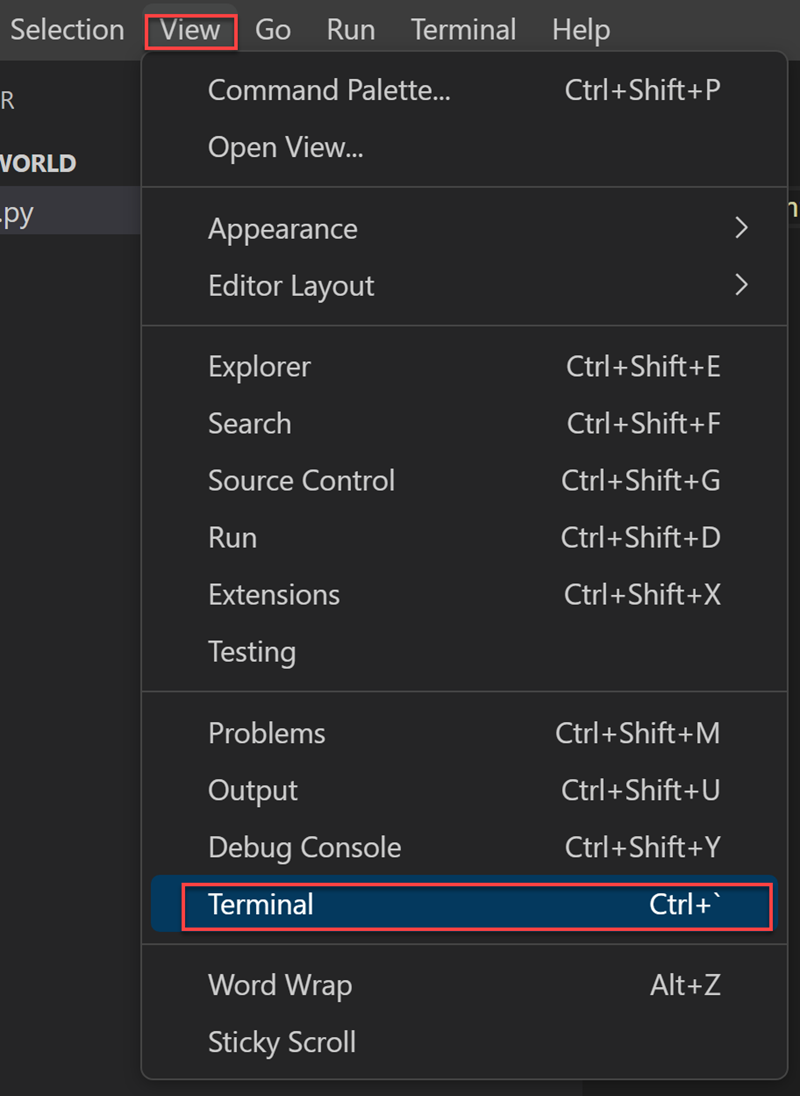 Selection View Go Run Terminal Help
R
WORLD
.py
Command Palette... Ctrl+Shift+P
Open View...
Appearance
Editor Layout
Explorer Ctrl+Shift+E
Search Ctrl+Shift+F
Source Control Ctrl+Shift+G
Run Ctrl+Shift+D
Extensions Ctrl+Shift+X
Testing
Problems Ctrl+Shift+M
Output Ctrl+Shift+U
Debug Console Ctrl+Shift+Y
Terminal Ctrl+`
Word Wrap Alt+Z
Sticky Scroll